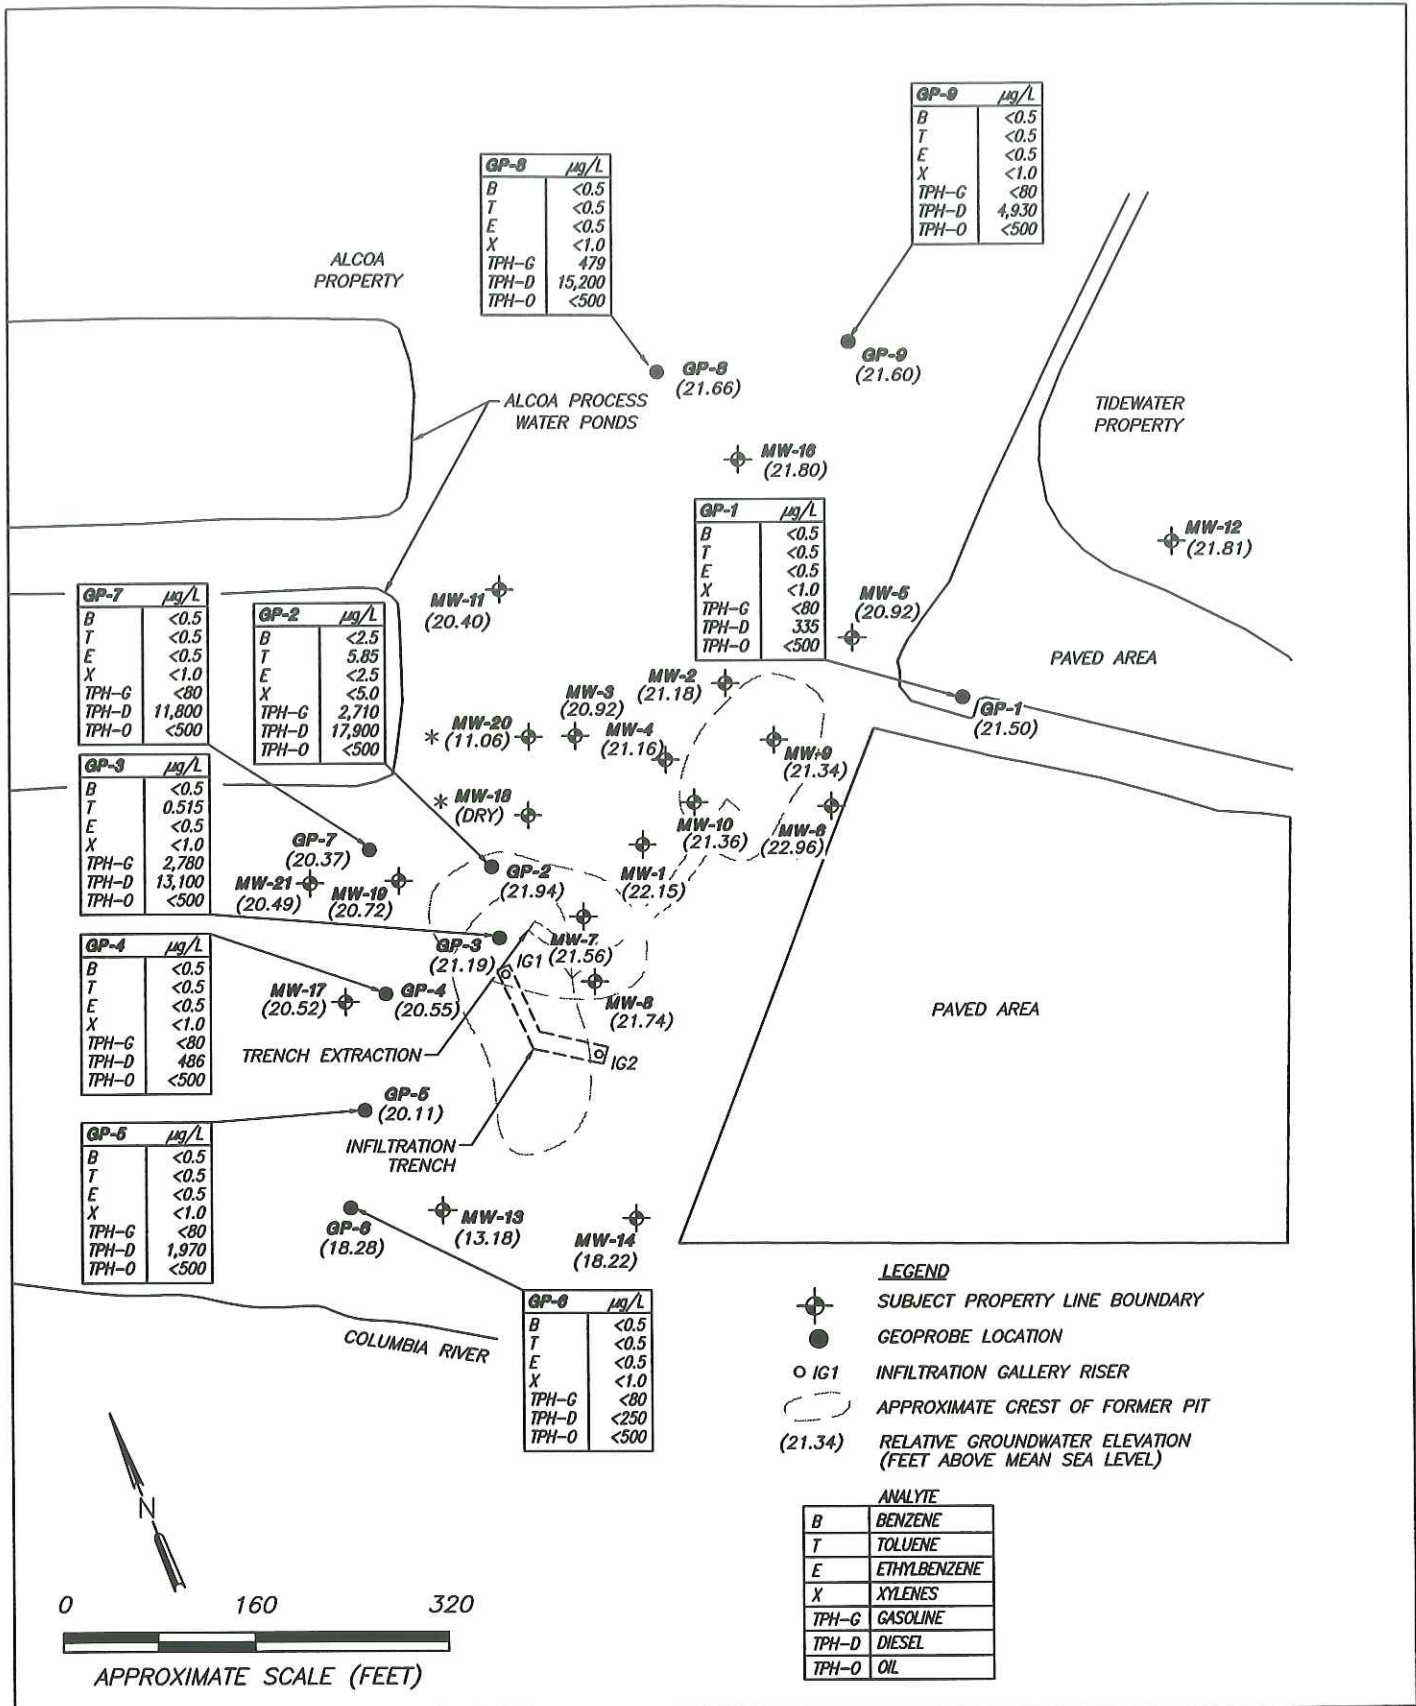 GP-9 µg/L
B <0.5
T <0.5
E <0.5
X <1.0
TPH-G <80
TPH-D 4,930
TPH-O <500
GP-8 µg/L
B <0.5
T <0.5
E <0.5
X <1.0
TPH-G 479
TPH-D 15,200
TPH-O <500
ALCOA
PROPERTY
GP-9
(21.60)
GP-8
(21.66)
ALCOA PROCESS
WATER PONDS
TIDEWATER
PROPERTY
MW-16
(21.80)
GP-1 µg/L
B <0.5
T <0.5
E <0.5
X <1.0
TPH-G <80
TPH-D 335
TPH-O <500
MW-12
(21.81)
MW-11
(20.40)
MW-5
(20.92)
GP-7 µg/L
B <0.5
T <0.5
E <0.5
X <1.0
TPH-G <80
TPH-D 11,800
TPH-O <500
GP-2 µg/L
B <2.5
T 5.85
E <2.5
X <5.0
TPH-G 2,710
TPH-D 17,900
TPH-O <500
PAVED AREA
MW-2
(21.18)
MW-3
(20.92)
GP-1
(21.50)
* MW-20
(11.06)
MW-4
(21.16)
MW-9
(21.34)
GP-3 µg/L
B <0.5
T 0.515
E <0.5
X <1.0
TPH-G 2,780
TPH-D 13,100
TPH-O <500
* MW-18
(DRY)
MW-10
(21.36)
MW-6
(22.96)
GP-7
(20.37)
MW-21
(20.49)
MW-19
(20.72)
GP-2
(21.94)
MW-1
(22.15)
GP-4 µg/L
B <0.5
T <0.5
E <0.5
X <1.0
TPH-G <80
TPH-D 486
TPH-O <500
GP-3
(21.19)
IG1
MW-7
(21.56)
MW-17
(20.52)
GP-4
(20.55)
MW-8
(21.74)
PAVED AREA
TRENCH EXTRACTION
IG2
GP-5
(20.11)
GP-5 µg/L
B <0.5
T <0.5
E <0.5
X <1.0
TPH-G <80
TPH-D 1,970
TPH-O <500
INFILTRATION
TRENCH
GP-6
(18.28)
MW-13
(13.18)
MW-14
(18.22)
COLUMBIA RIVER
GP-6 µg/L
B <0.5
T <0.5
E <0.5
X <1.0
TPH-G <80
TPH-D <250
TPH-O <500
LEGEND
SUBJECT PROPERTY LINE BOUNDARY
GEOPROBE LOCATION
IG1 INFILTRATION GALLERY RISER
APPROXIMATE CREST OF FORMER PIT
(21.34) RELATIVE GROUNDWATER ELEVATION
(FEET ABOVE MEAN SEA LEVEL)
ANALYTE
B BENZENE
T TOLUENE
E ETHYLBENZENE
X XYLENES
TPH-G GASOLINE
TPH-D DIESEL
TPH-O OIL
N
0 160 320
APPROXIMATE SCALE (FEET)